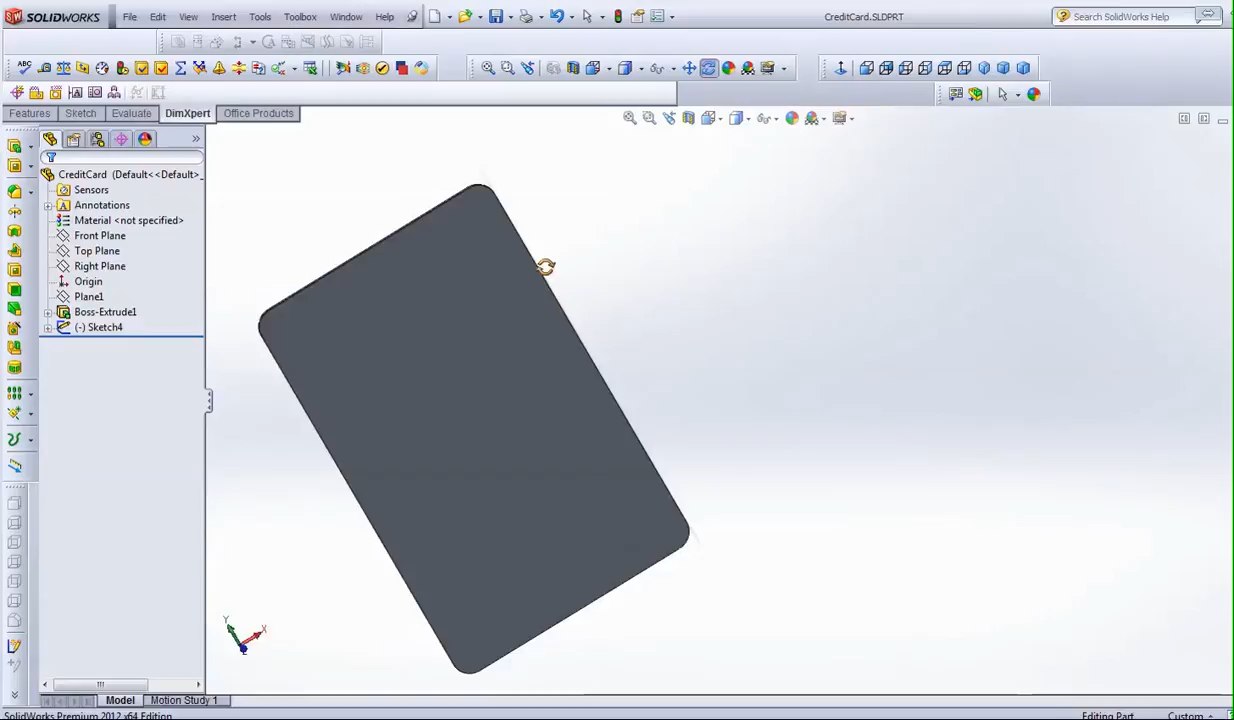 SOLIDWORKS File Edit View Insert Tools Toolbox Window Help CreditCard.SLDPRT Search SolidWorks Help
ABC
Features Sketch Evaluate DimXpert Office Products
CreditCard (Default<<Default>_
Sensors
Annotations
Material <not specified>
Front Plane
Top Plane
Right Plane
Origin
Plane1
Boss-Extrude1
(-) Sketch4
Y X
Model Motion Study 1
SolidWorks Premium 2012 x64 Edition Editing Part Custom